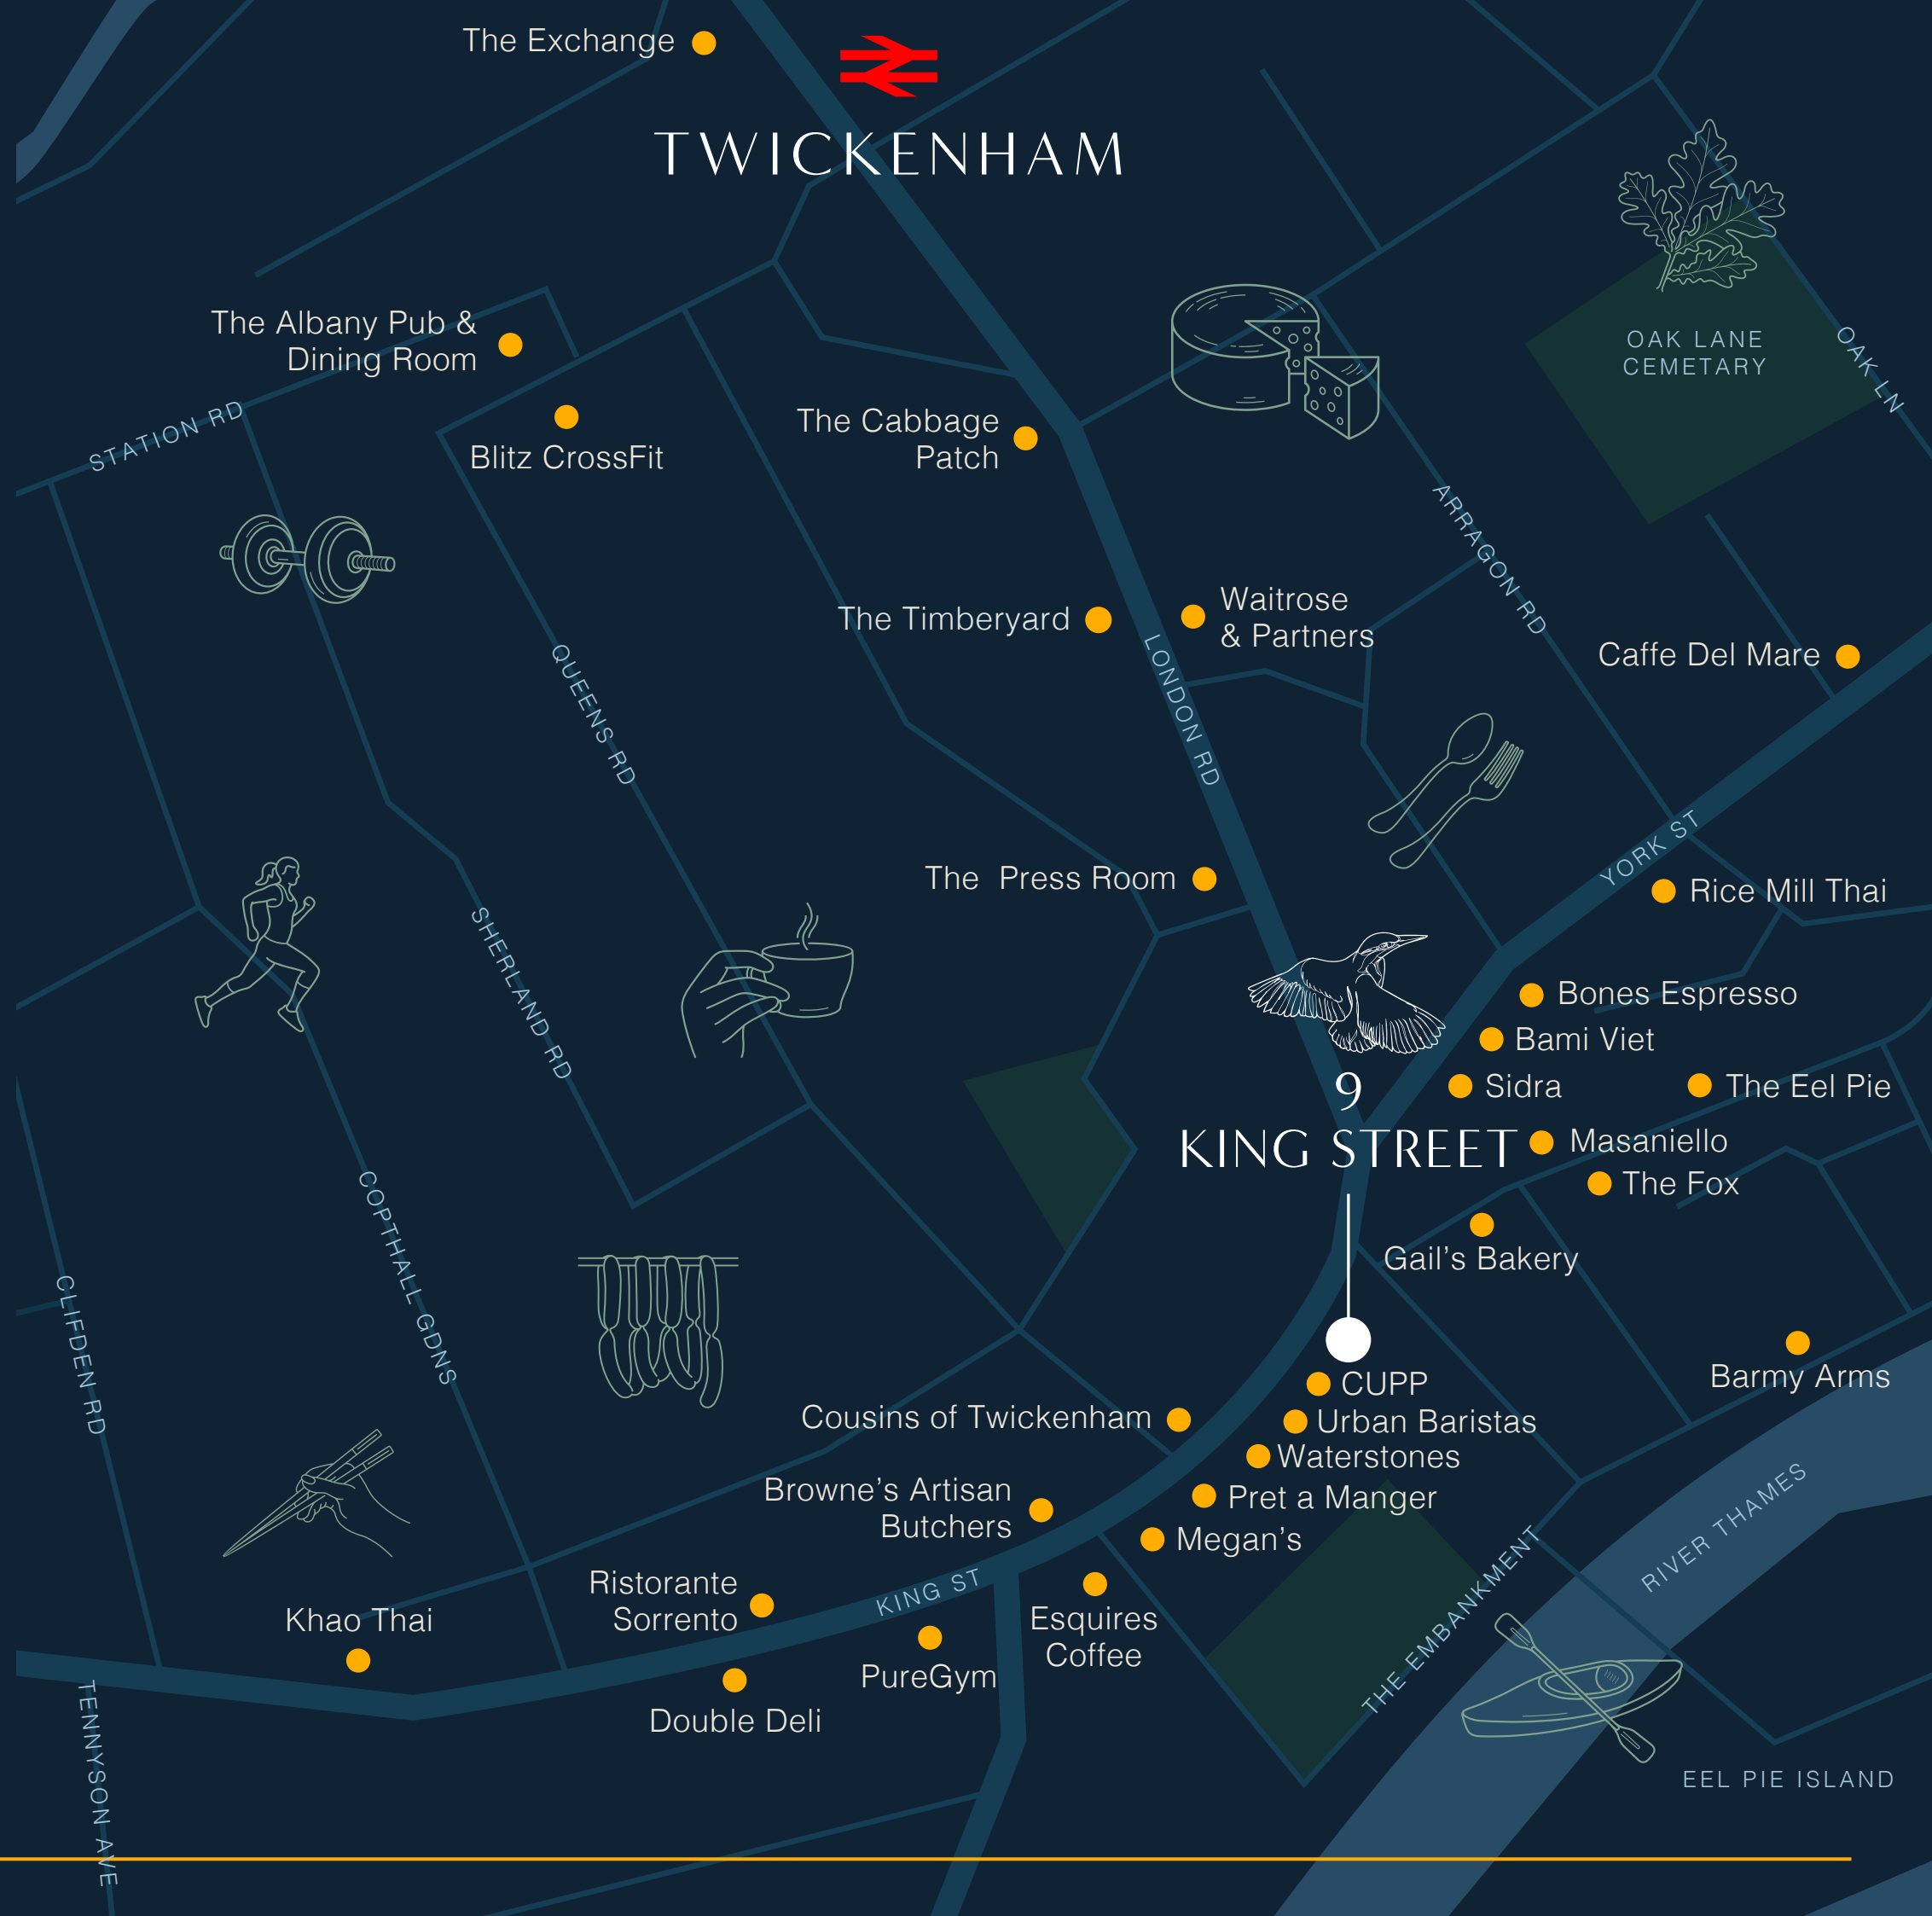 The Exchange
TWICKENHAM
The Albany Pub &
Dining Room
OAK LANE
CEMETARY
OAK LN
STATION RD
Blitz CrossFit
The Cabbage
Patch
ARRAGON RD
The Timberyard
Waitrose
& Partners
Caffe Del Mare
QUEENS RD
LONDON RD
YORK ST
The Press Room
Rice Mill Thai
SHERLAND RD
Bones Espresso
Bami Viet
Sidra
The Eel Pie
9
KING STREET
Masaniello
The Fox
Gail's Bakery
COPTHALL GDNS
CLIFDEN RD
Barmy Arms
CUPP
Cousins of Twickenham
Urban Baristas
Waterstones
Browne's Artisan
Butchers
Pret a Manger
Megan's
RIVER THAMES
THE EMBANKMENT
KING ST
Ristorante
Sorrento
Khao Thai
Esquires
Coffee
PureGym
Double Deli
TENNYSON AVE
EEL PIE ISLAND